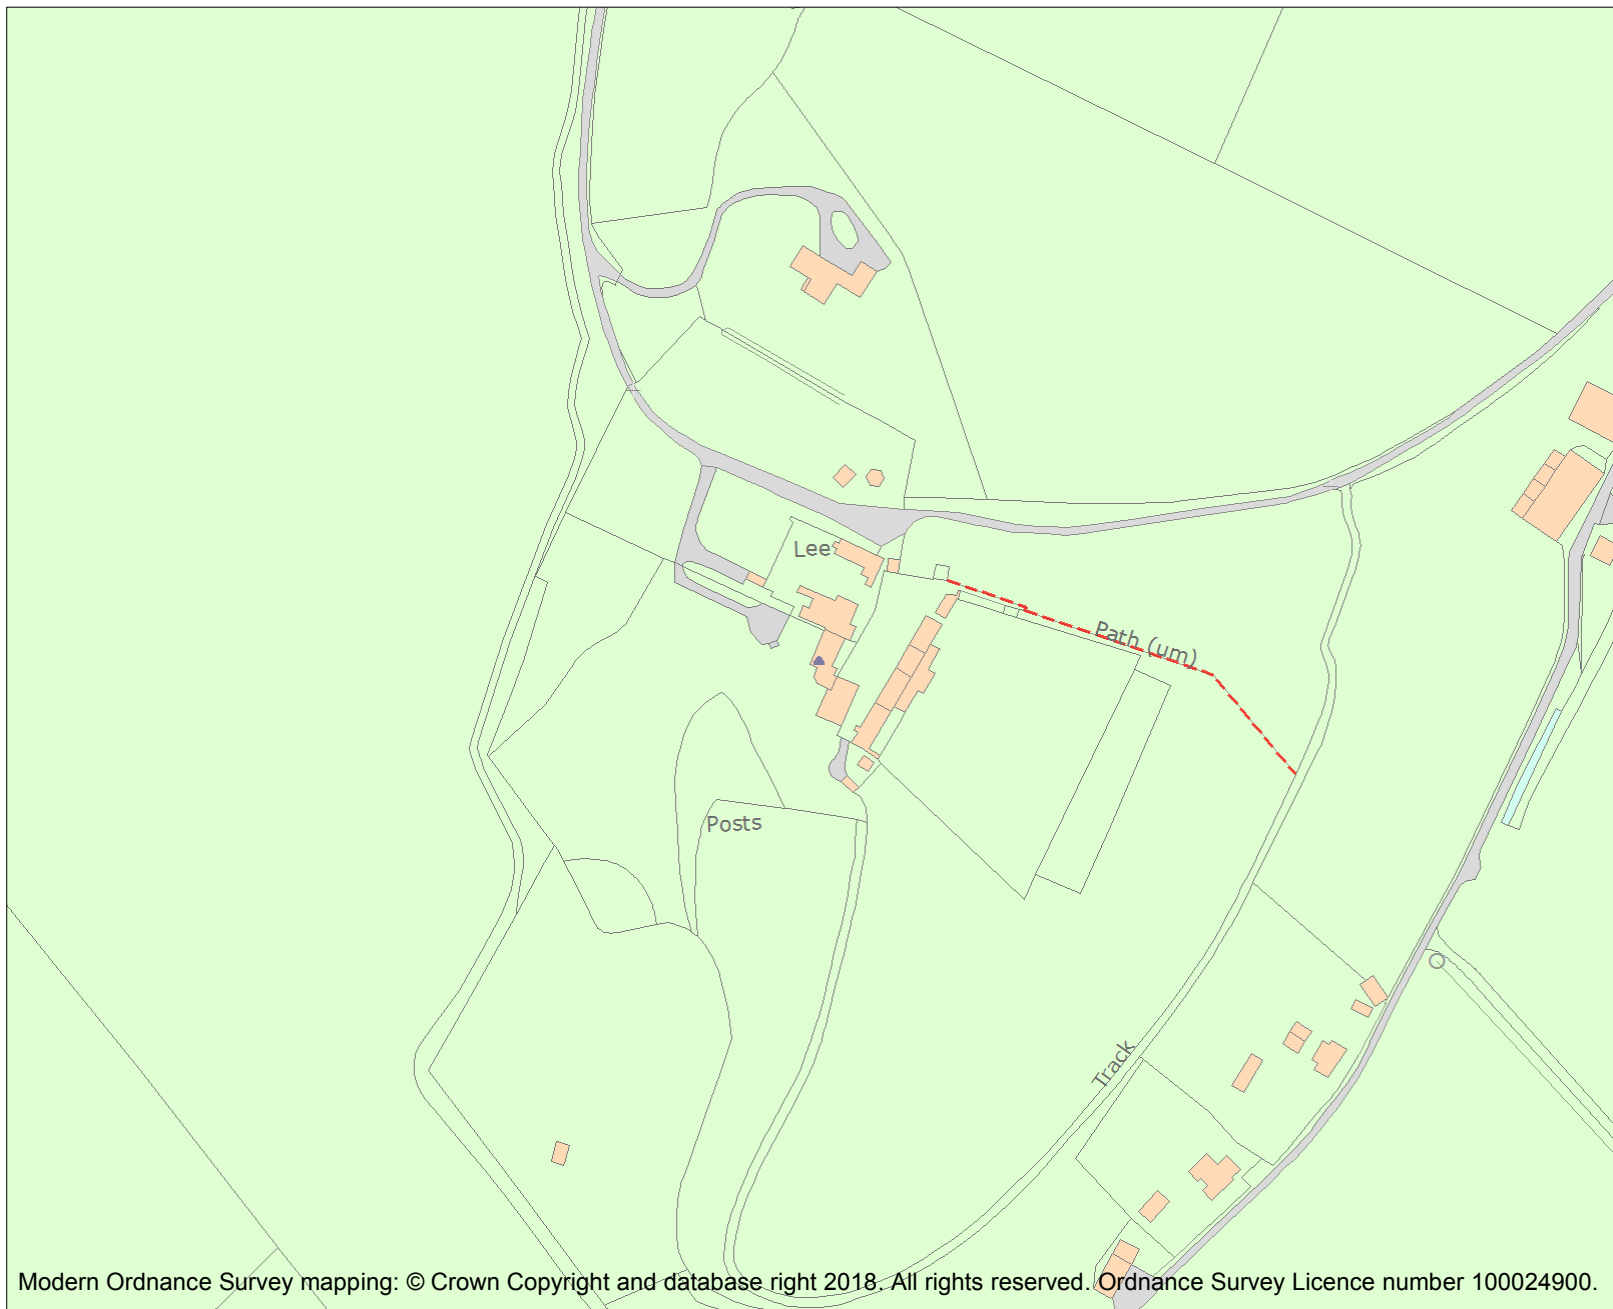 Lee
Path (um)
Posts
Track
Modern Ordnance Survey mapping: © Crown Copyright and database right 2018. All rights reserved. Ordnance Survey Licence number 100024900.